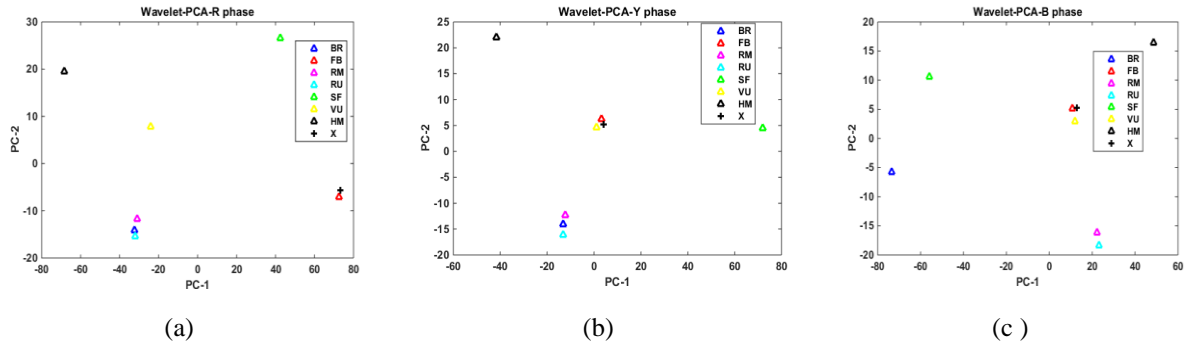 Wavelet-PCA-R phase
30
20
10
0
-10
-20
PC-2
-80 -60 -40 -20 0 20 40 60 80
PC-1
BR
FB
RM
RU
SF
VU
HM
X
(a)
Wavelet-PCA-Y phase
25
20
15
10
5
0
-5
-10
-15
-20
PC-2
-60 -40 -20 0 20 40 60 80
PC-1
BR
FB
RM
RU
SF
VU
HM
X
(b)
Wavelet-PCA-B phase
20
15
10
5
0
-5
-10
-15
-20
PC-2
-80 -60 -40 -20 0 20 40 60
PC-1
BR
FB
RM
RU
SF
VU
HM
X
(c )